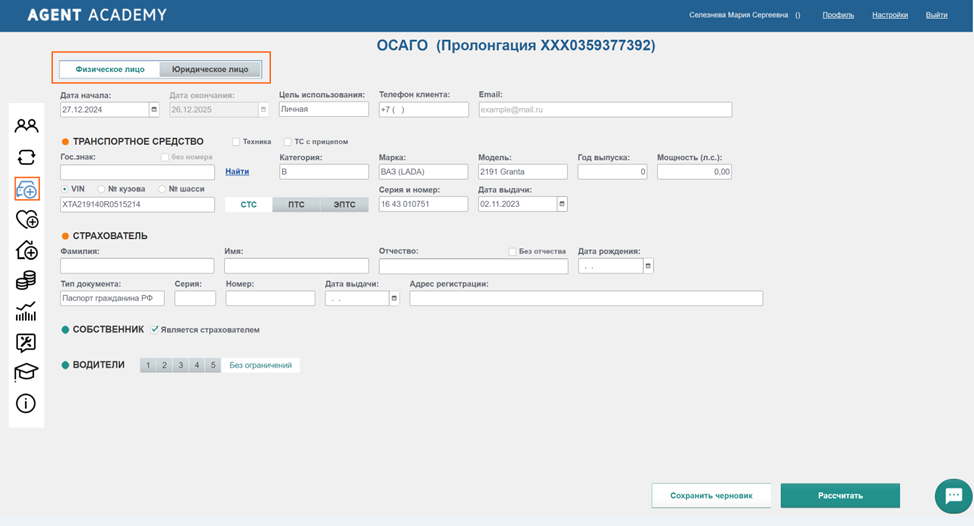 AGENT ACADEMY
Селезнева Мария Сергеевна () Профиль Настройки Выйти
ОСАГО (Пролонгация XXX0359377392)
Физическое лицо Юридическое лицо
Дата начала: Дата окончания: Цель использования: Телефон клиента: Email:
27.12.2024 26.12.2025 Личная +7 ( ) example@mail.ru
ТРАНСПОРТНОЕ СРЕДСТВО Техника ТС с прицепом
Гос.знак: без номера Категория: Марка: Модель: Год выпуска: Мощность (л.с.):
Найти B ВАЗ (LADA) 2191 Granta 0 0,00
VIN № кузова № шасси Серия и номер: Дата выдачи:
XTA219140R0515214 СТС ПТС ЭПТС 16 43 010751 02.11.2023
СТРАХОВАТЕЛЬ
Фамилия: Имя: Отчество: Без отчества Дата рождения:
. .
Тип документа: Серия: Номер: Дата выдачи: Адрес регистрации:
Паспорт гражданина РФ . .
СОБСТВЕННИК Является страхователем
ВОДИТЕЛИ 1 2 3 4 5 Без ограничений
Сохранить черновик Рассчитать